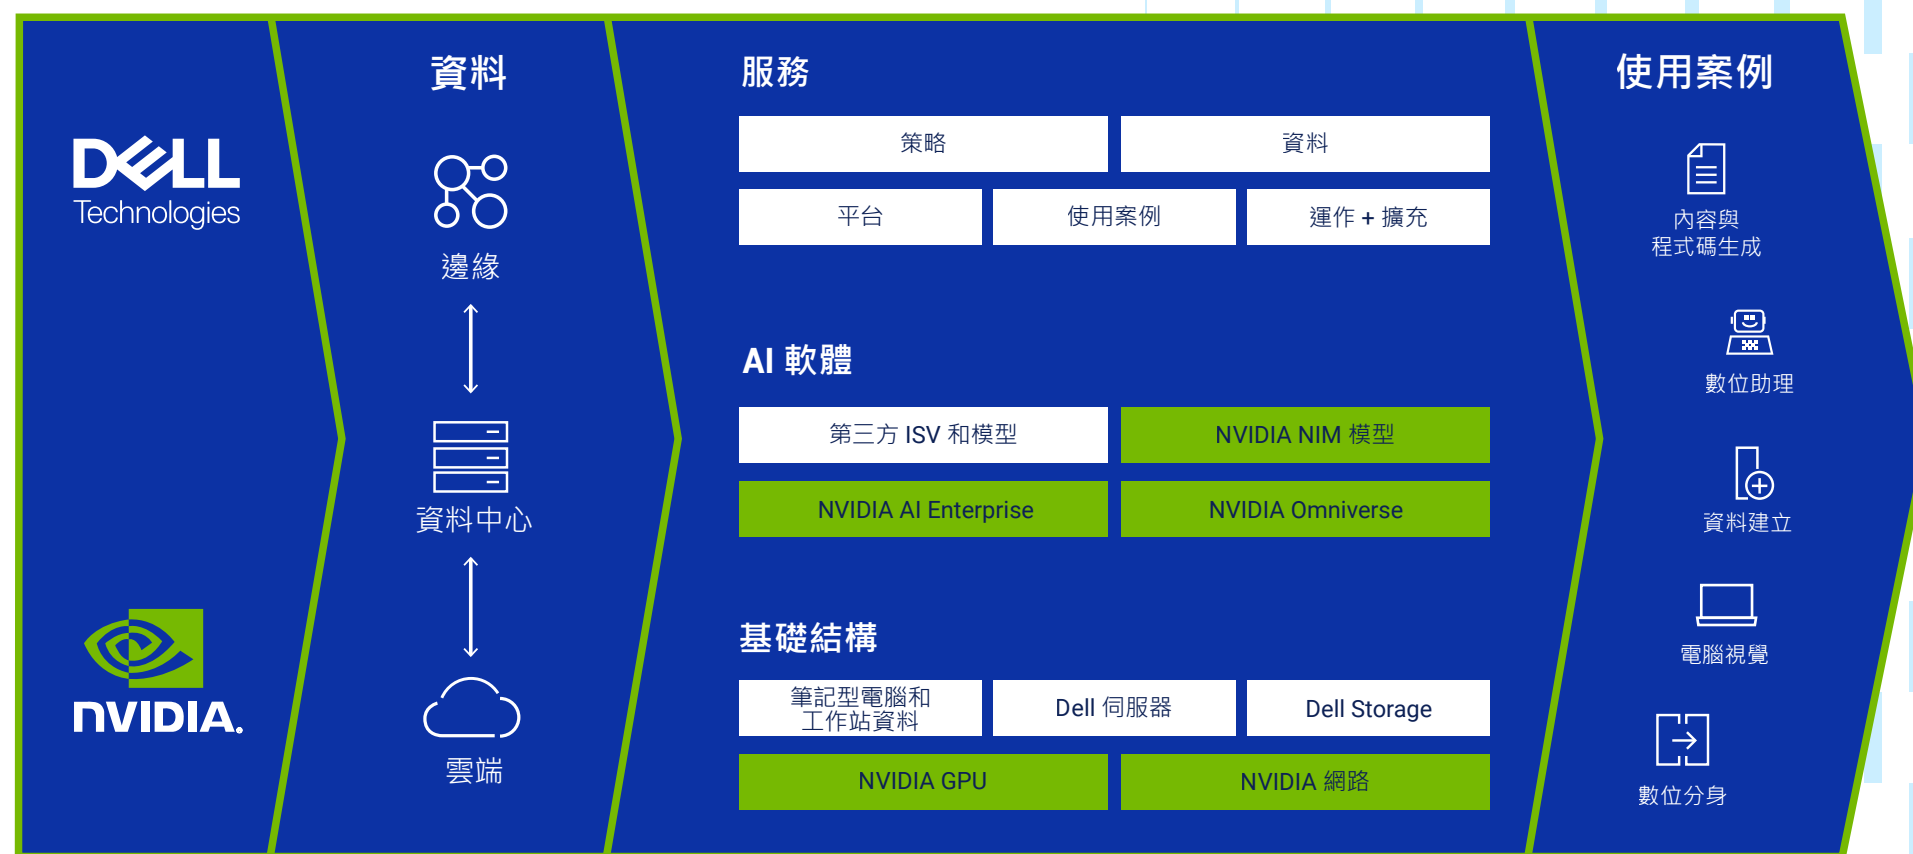 DELL
Technologies
NVIDIA.
資料
邊緣
資料中心
雲端
服務
策略
資料
平台
使用案例
運作 + 擴充
AI 軟體
第三方 ISV 和模型
NVIDIA NIM 模型
NVIDIA AI Enterprise
NVIDIA Omniverse
基礎結構
筆記型電腦和
工作站資料
Dell 伺服器
Dell Storage
NVIDIA GPU
NVIDIA 網路
使用案例
內容與
程式碼生成
數位助理
資料建立
電腦視覺
數位分身